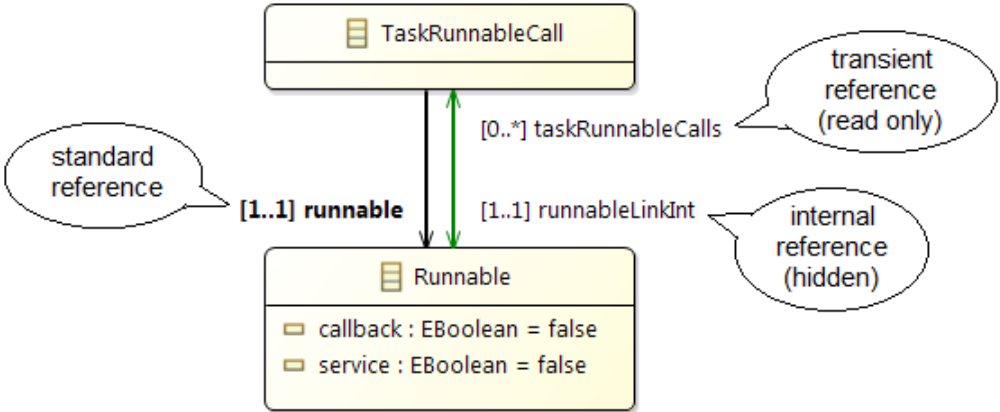 TaskRunnableCall
transient
reference
(read only)
[0..*] taskRunnableCalls
standard
reference
[1..1] runnable
[1..1] runnableLinkInt
internal
reference
(hidden)
Runnable
callback : EBoolean = false
service : EBoolean = false